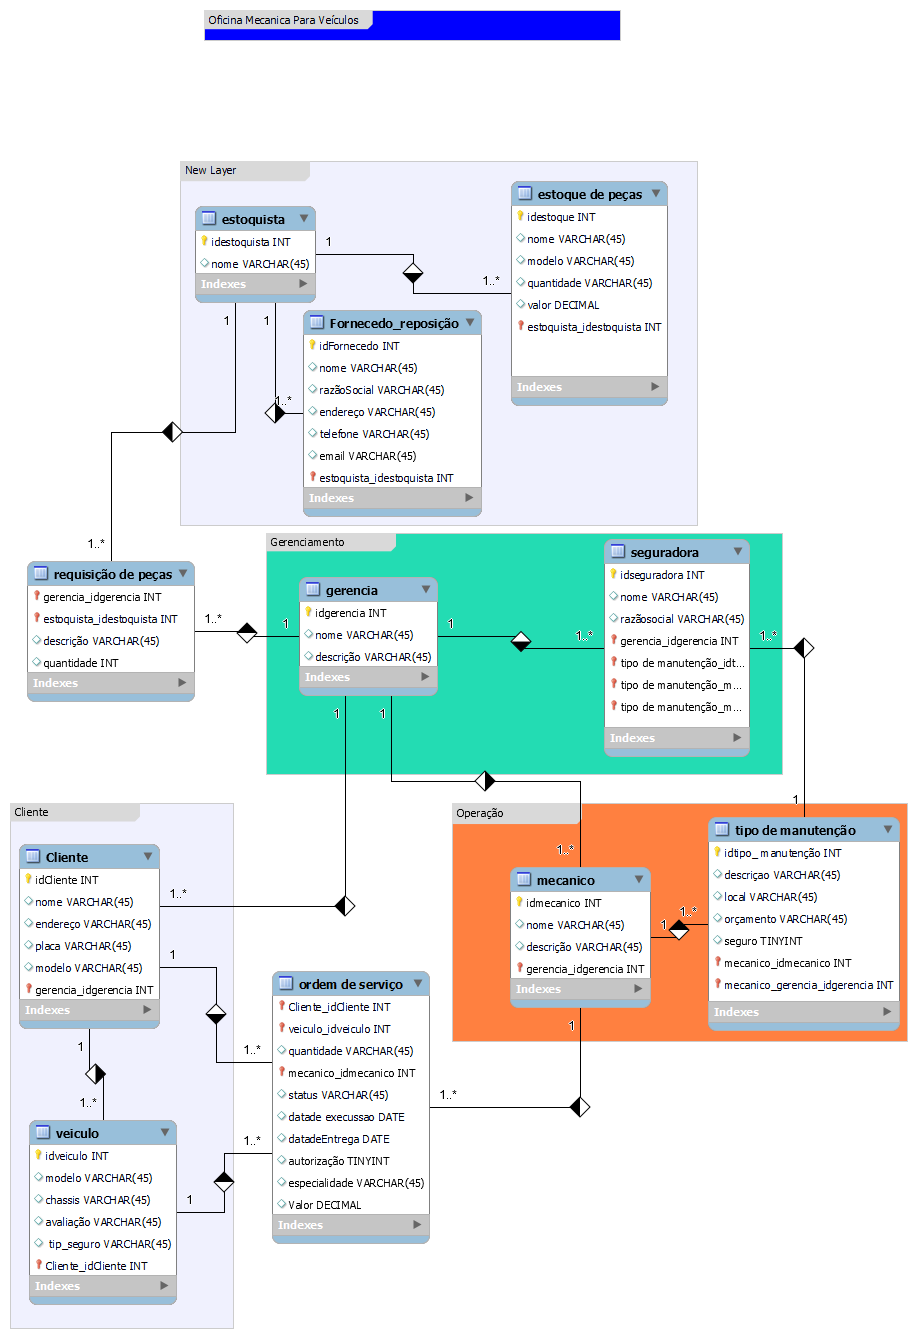 Oficina Mecanica Para Veículos
New Layer
estoquista
idestoquista INT
nome VARCHAR(45)
Indexes
1
1..*
estoque de peças
idestoque INT
nome VARCHAR(45)
modelo VARCHAR(45)
quantidade VARCHAR(45)
valor DECIMAL
estoquista_idestoquista INT
Indexes
1
1
1..*
Fornecedo_reposição
idFornecedo INT
nome VARCHAR(45)
razãoSocial VARCHAR(45)
endereço VARCHAR(45)
telefone VARCHAR(45)
email VARCHAR(45)
estoquista_idestoquista INT
Indexes
1..*
requisição de peças
gerencia_idgerencia INT
estoquista_idestoquista INT
descrição VARCHAR(45)
quantidade INT
Indexes
1..*
1
Gerenciamento
gerencia
idgerencia INT
nome VARCHAR(45)
descrição VARCHAR(45)
Indexes
1
1..*
seguradora
idseguradora INT
nome VARCHAR(45)
razãosocial VARCHAR(45)
gerencia_idgerencia INT
tipo de manutenção_idt...
tipo de manutenção_m...
tipo de manutenção_m...
Indexes
1..*
1
1
1
Cliente
Cliente
idCliente INT
nome VARCHAR(45)
endereço VARCHAR(45)
placa VARCHAR(45)
modelo VARCHAR(45)
gerencia_idgerencia INT
Indexes
1..*
1
1
1..*
Operação
1..*
mecanico
idmecanico INT
nome VARCHAR(45)
descrição VARCHAR(45)
gerencia_idgerencia INT
Indexes
1
1..*
tipo de manutenção
idtipo_ manutenção INT
descriçao VARCHAR(45)
local VARCHAR(45)
orçamento VARCHAR(45)
seguro TINYINT
mecanico_idmecanico INT
mecanico_gerencia_idgerencia INT
Indexes
1
1..*
ordem de serviço
Cliente_idCliente INT
veiculo_idveiculo INT
quantidade VARCHAR(45)
mecanico_idmecanico INT
status VARCHAR(45)
datade execussao DATE
datadeEntrega DATE
autorização TINYINT
especialidade VARCHAR(45)
Valor DECIMAL
Indexes
1..*
1..*
veiculo
idveiculo INT
modelo VARCHAR(45)
chassis VARCHAR(45)
avaliação VARCHAR(45)
tip_seguro VARCHAR(45)
Cliente_idCliente INT
Indexes
1